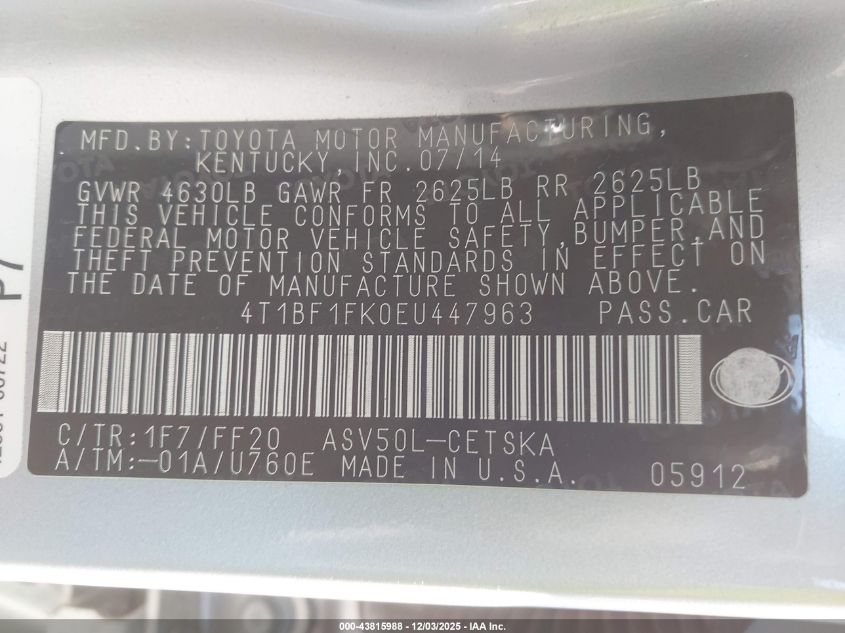 MFD.BY:TOYOTA MOTOR MANUFACTURING,
KENTUCKY, INC.07/14
GVWR 4630LB GAWR FR 2625LB RR 2625LB
THIS VEHICLE CONFORMS TO ALL APPLICABLE
FEDERAL MOTOR VEHICLE SAFETY,BUMPER,AND
THEFT PREVENTION STANDARDS IN EFFECT ON
THE DATE OF MANUFACTURE SHOWN ABOVE.
4T1BF1FK0EU447963 PASS.CAR
C/TR:1F7/FF20 ASV50L-CETSKA
A/TM:-01A/U760E MADE IN U.S.A. 05912
P7
000-43815988 - 12/03/2025 - IAA Inc.